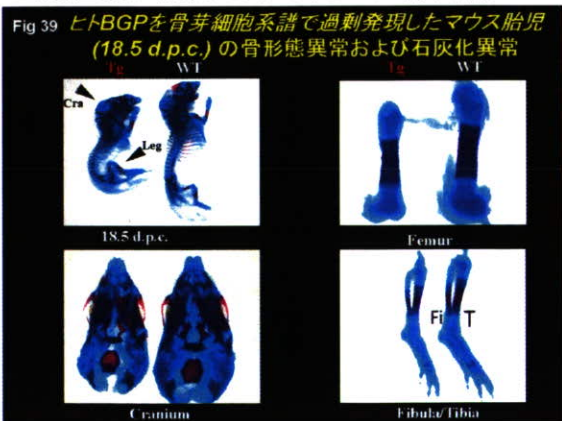 Fig 39 ヒトBGPを骨芽細胞系譜で過剰発現したマウス胎児
(18.5 d.p.c.) の骨形態異常および石灰化異常
Tg WT
Cra
Leg
18.5 d.p.c.
Tg WT
Femur
Cranium
Fi T
Fibula/Tibia